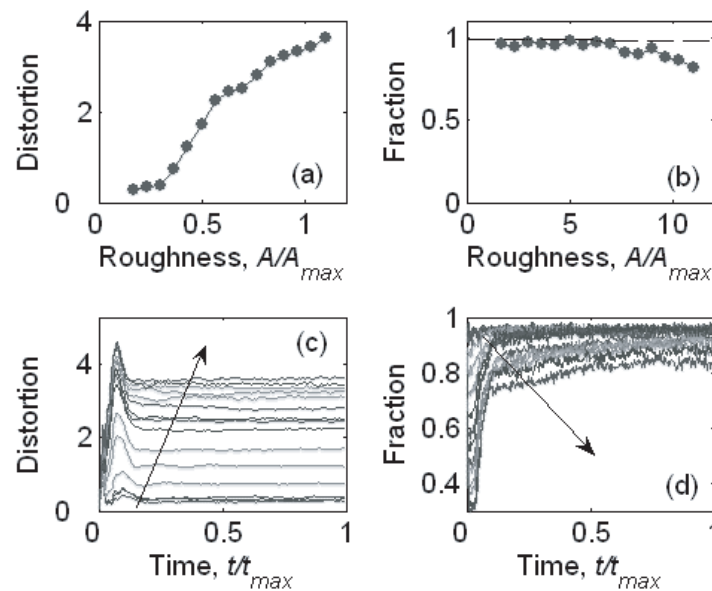 4
2
0
Distortion
(a)
0 0.5 1
Roughness, A/Amax
1
0.5
0
Fraction
(b)
0 5 10
Roughness, A/Amax
4
2
0
Distortion
(c)
0 0.5 1
Time, t/tmax
1
0.8
0.6
0.4
Fraction
(d)
0 0.5 1
Time, t/tmax